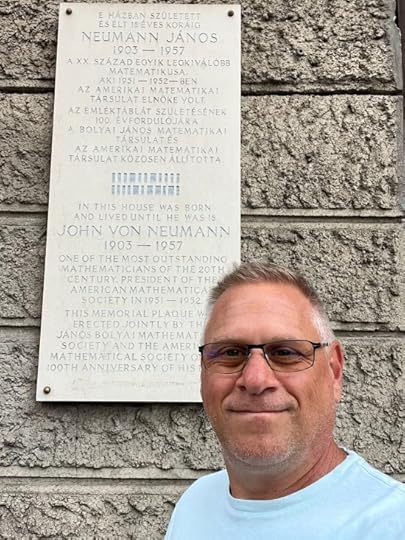 E HÁZBAN SZÜLETETT
ÉS ÉLT 18 ÉVES KORÁIG
NEUMANN JÁNOS
1903 — 1957
A XX. SZÁZAD EGYIK LEGKIVÁLÓBB
MATEMATIKUSA,
AKI 1951 — 1952 — BEN
AZ AMERIKAI MATEMATIKAI
TÁRSULAT ELNÖKE VOLT.
AZ EMLÉKTÁBLÁT SZÜLETÉSÉNEK
100. ÉVFORDULÓJÁRA
A BOLYAI JÁNOS MATEMATIKAI
TÁRSULAT ÉS
AZ AMERIKAI MATEMATIKAI
TÁRSULAT KÖZÖSEN ÁLLÍTOTTA
IN THIS HOUSE WAS BORN
AND LIVED UNTIL HE WAS 18
JOHN VON NEUMANN
1903 — 1957
ONE OF THE MOST OUTSTANDING
MATHEMATICIANS OF THE 20TH
CENTURY, PRESIDENT OF
AMERICAN MATHEMATICAL
SOCIETY IN 1951 — 1952
THIS MEMORIAL PLAQUE
ERECTED JOINTLY BY
JÁNOS BOLYAI
SOCIETY AND THE AMER
MATHEMATICAL SOCIETY O
100TH ANNIVERSARY OF HIS